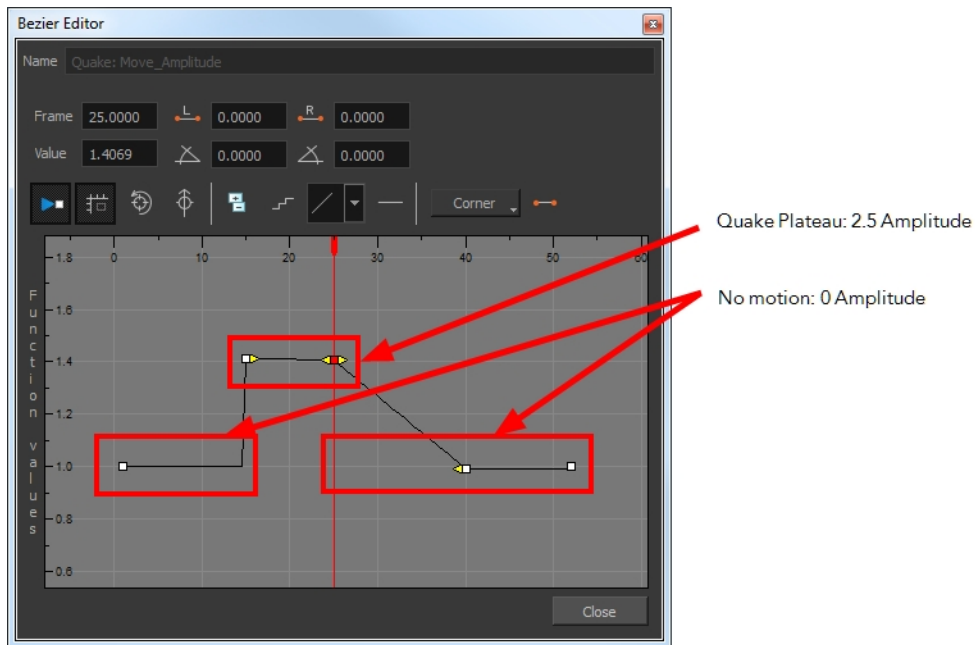 Bezier Editor
Name Quake: Move_Amplitude
Frame 25.0000 L 0.0000 R 0.0000
Value 1.4069 0.0000 0.0000
Corner
Quake Plateau: 2.5 Amplitude
No motion: 0 Amplitude
Function values
0 10 20 30 40 50 60
1.8
1.6
1.4
1.2
1.0
0.8
0.6
Close